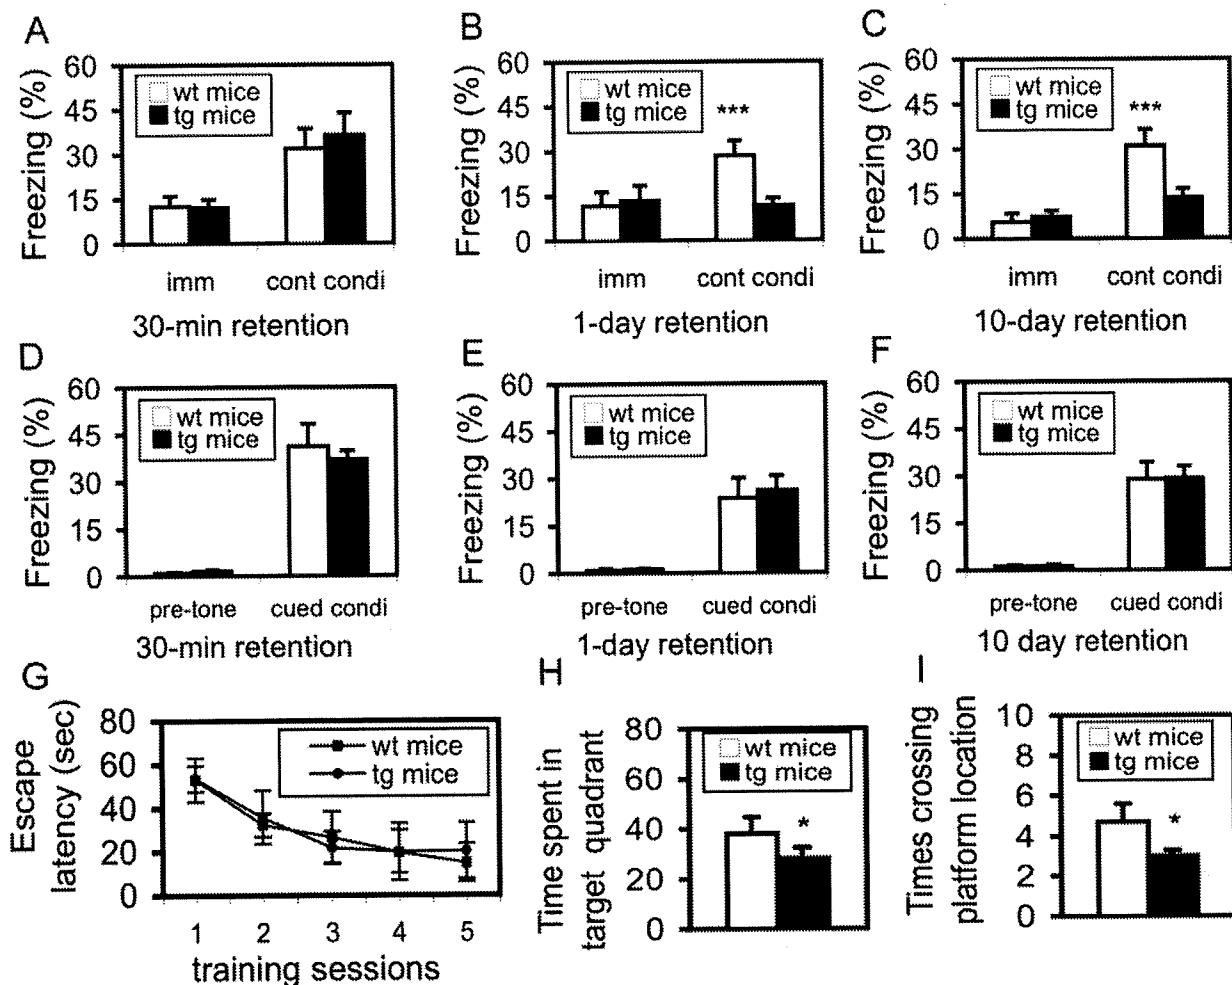 A
Freezing (%)
60
45
30
15
0
wt mice
tg mice
imm
cont condi
30-min retention
B
Freezing (%)
60
45
30
15
0
wt mice
tg mice
***
imm
cont condi
1-day retention
C
Freezing (%)
60
45
30
15
0
wt mice
tg mice
***
imm
cont condi
10-day retention
D
Freezing (%)
60
45
30
15
0
wt mice
tg mice
pre-tone
cued condi
30-min retention
E
Freezing (%)
60
45
30
15
0
wt mice
tg mice
pre-tone
cued condi
1-day retention
F
Freezing (%)
60
45
30
15
0
wt mice
tg mice
pre-tone
cued condi
10 day retention
G
Escape
latency (sec)
80
60
40
20
0
wt mice
tg mice
1 2 3 4 5
training sessions
H
Time spent in
target quadrant
80
60
40
20
0
wt mice
tg mice
*
I
Times crossing
platform location
10
8
6
4
2
0
wt mice
tg mice
*